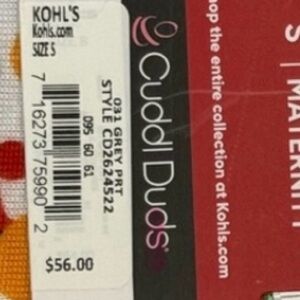 KOHL'S
Kohls.com
SIZE S
7 16273 75990 2
095 60 61
STYLE CD2624522
031 GREY PRT
$56.00
Cuddl Duds
hop the entire collection at Kohls.com
S | MATERNIT